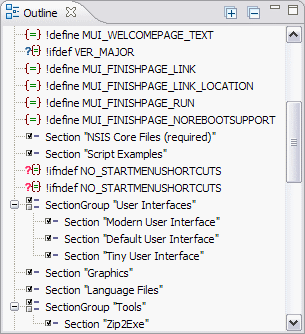 Outline
!define MUI_WELCOMEPAGE_TEXT
!ifdef VER_MAJOR
!define MUI_FINISHPAGE_LINK
!define MUI_FINISHPAGE_LINK_LOCATION
!define MUI_FINISHPAGE_RUN
!define MUI_FINISHPAGE_NOREBOOTSUPPORT
Section "NSIS Core Files (required)"
Section "Script Examples"
!ifndef NO_STARTMENUSHORTCUTS
!ifndef NO_STARTMENUSHORTCUTS
SectionGroup "User Interfaces"
Section "Modern User Interface"
Section "Default User Interface"
Section "Tiny User Interface"
Section "Graphics"
Section "Language Files"
SectionGroup "Tools"
Section "Zip2Exe"